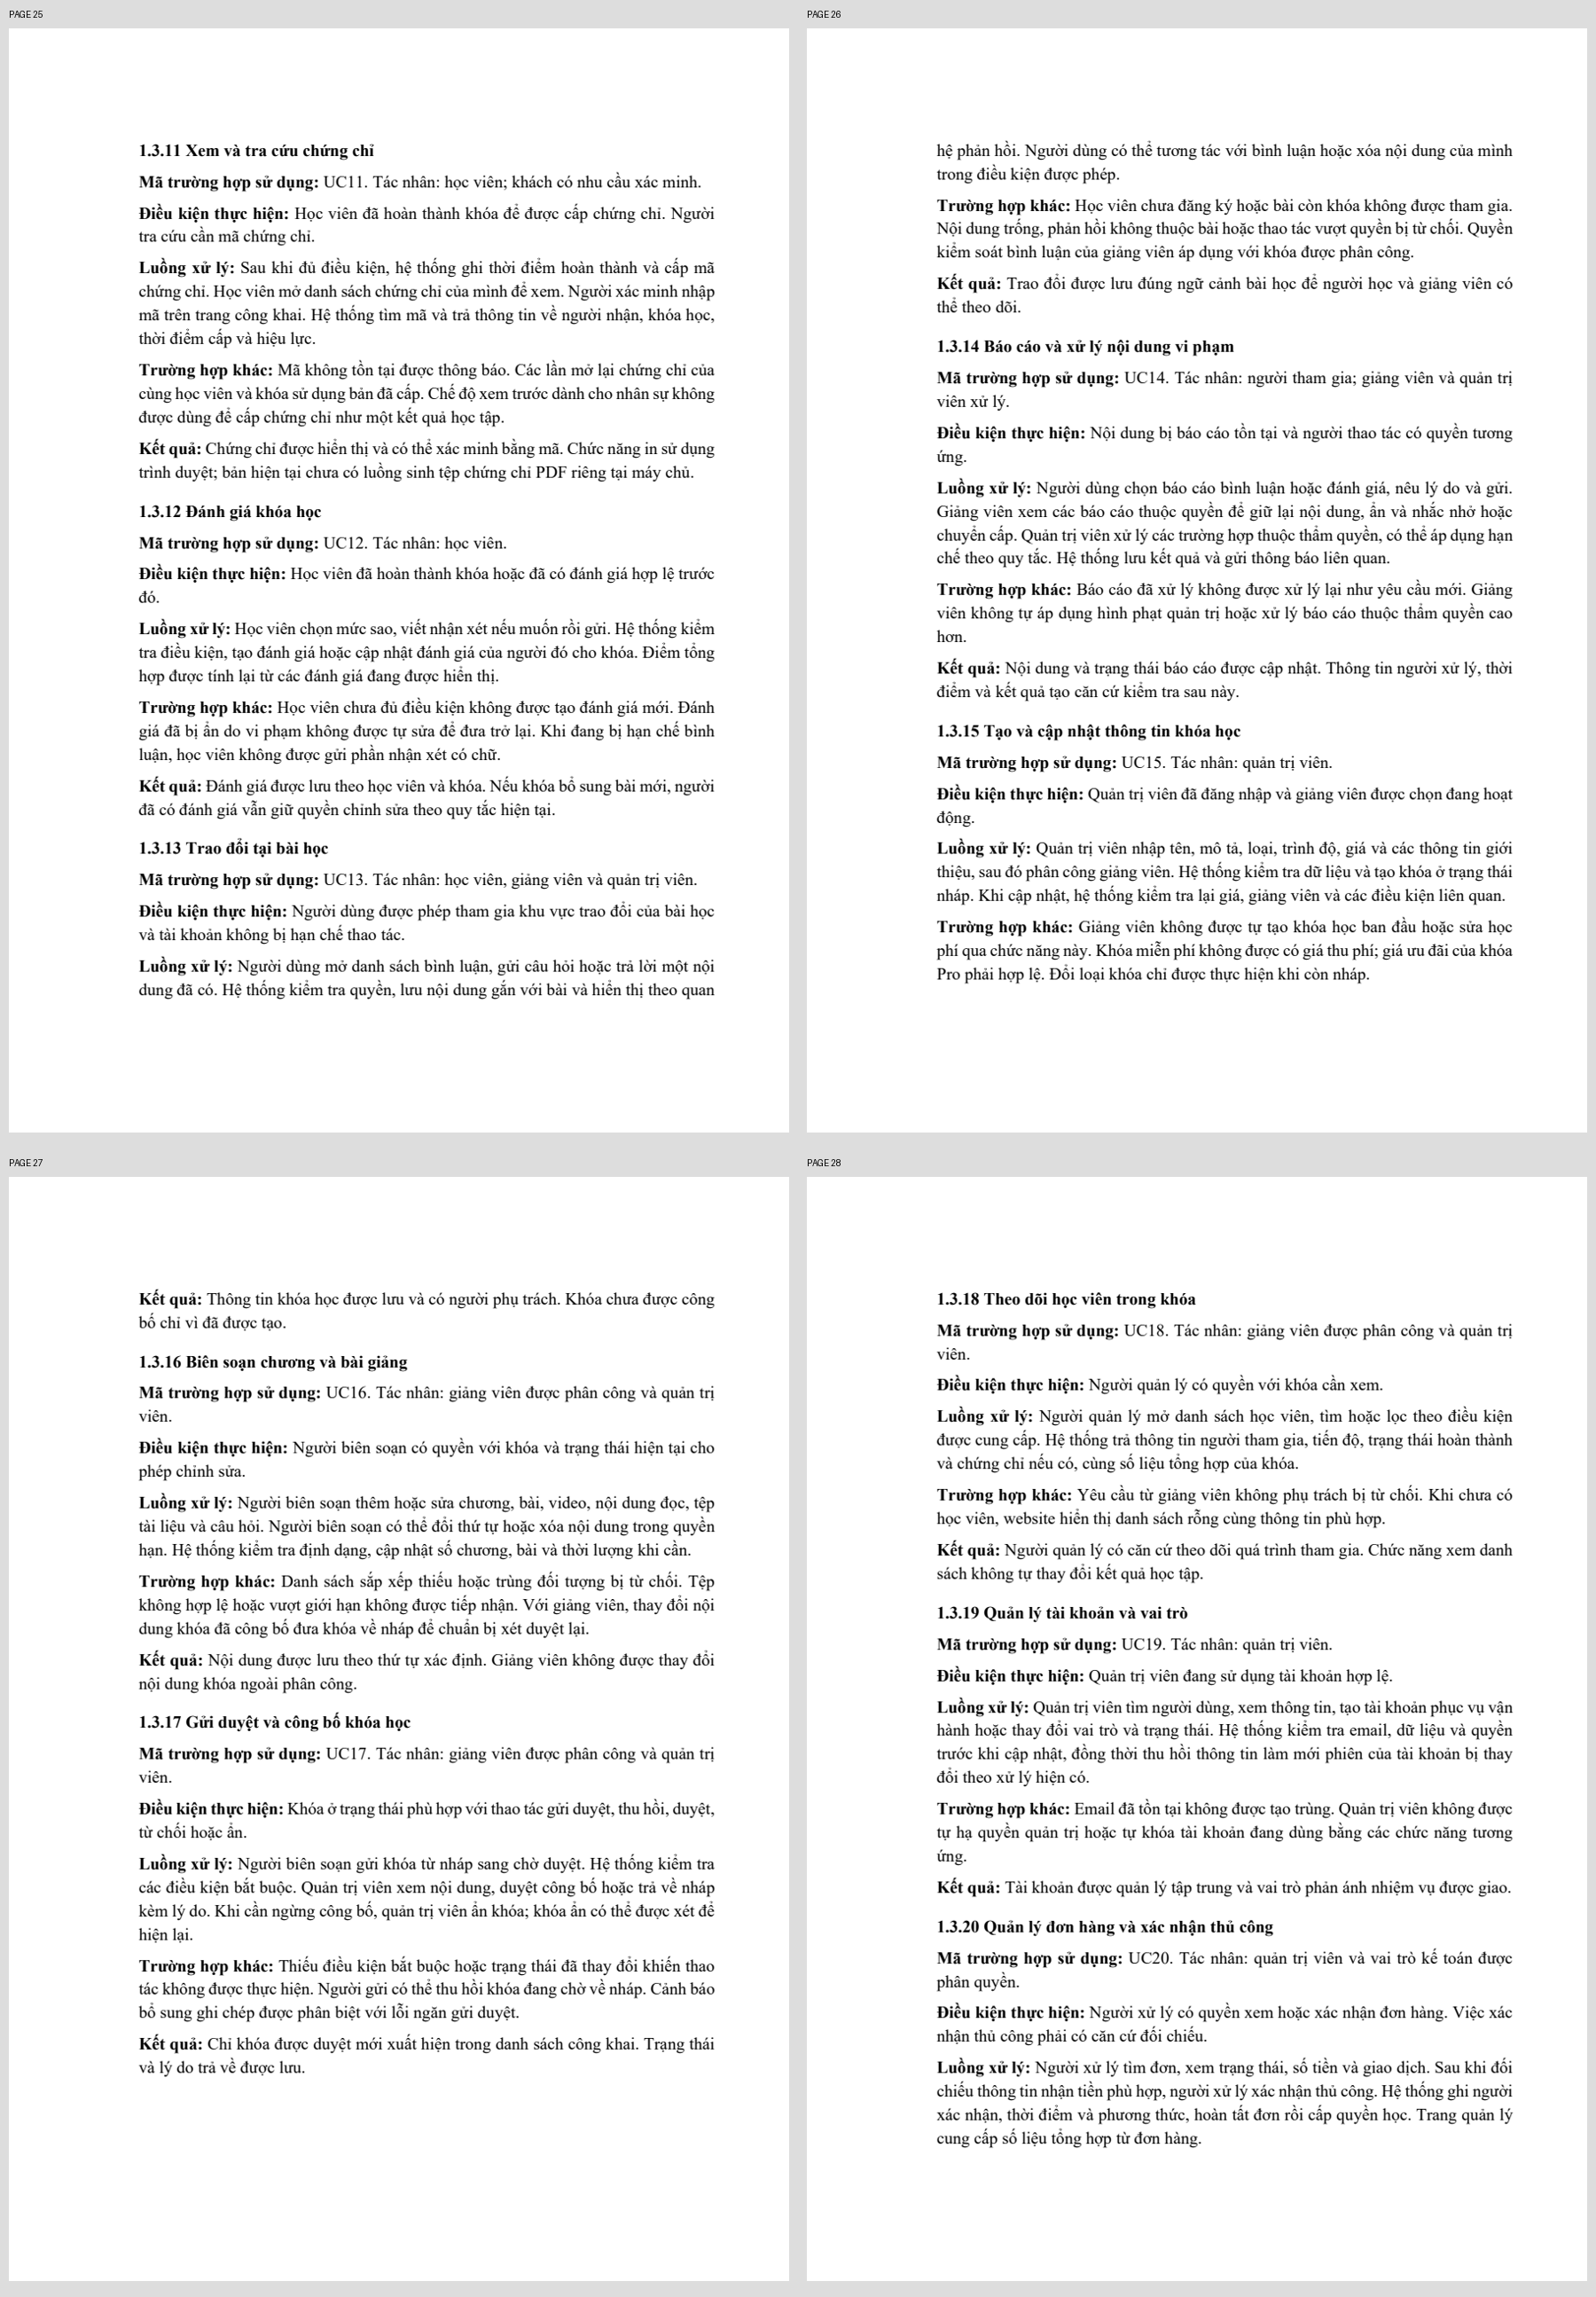 PAGE 25
1.3.11 Xem và tra cứu chứng chỉ
Mã trường hợp sử dụng: UC11. Tác nhân: học viên; khách có nhu cầu xác minh.
Điều kiện thực hiện: Học viên đã hoàn thành khóa để được cấp chứng chỉ. Người
tra cứu cần mã chứng chỉ.
Luồng xử lý: Sau khi đủ điều kiện, hệ thống ghi thời điểm hoàn thành và cấp mã
chứng chỉ. Học viên mở danh sách chứng chỉ của mình để xem. Người xác minh nhập
mã trên trang công khai. Hệ thống tìm mã và trả thông tin về người nhận, khóa học,
thời điểm cấp và hiệu lực.
Trường hợp khác: Mã không tồn tại được thông báo. Các lần mở lại chứng chỉ của
cùng học viên và khóa sử dụng bản đã cấp. Chế độ xem trước dành cho nhân sự không
được dùng để cấp chứng chỉ như một kết quả học tập.
Kết quả: Chứng chỉ được hiển thị và có thể xác minh bằng mã. Chức năng in sử dụng
trình duyệt; bản hiện tại chưa có luồng sinh tệp chứng chỉ PDF riêng tại máy chủ.
1.3.12 Đánh giá khóa học
Mã trường hợp sử dụng: UC12. Tác nhân: học viên.
Điều kiện thực hiện: Học viên đã hoàn thành khóa hoặc đã có đánh giá hợp lệ trước
đó.
Luồng xử lý: Học viên chọn mức sao, viết nhận xét nếu muốn rồi gửi. Hệ thống kiểm
tra điều kiện, tạo đánh giá hoặc cập nhật đánh giá của người đó cho khóa. Điểm tổng
hợp được tính lại từ các đánh giá đang được hiển thị.
Trường hợp khác: Học viên chưa đủ điều kiện không được tạo đánh giá mới. Đánh
giá đã bị ẩn do vi phạm không được tự sửa để đưa trở lại. Khi đang bị hạn chế bình
luận, học viên không được gửi phần nhận xét có chữ.
Kết quả: Đánh giá được lưu theo học viên và khóa. Nếu khóa bổ sung bài mới, người
đã có đánh giá vẫn giữ quyền chỉnh sửa theo quy tắc hiện tại.
1.3.13 Trao đổi tại bài học
Mã trường hợp sử dụng: UC13. Tác nhân: học viên, giảng viên và quản trị viên.
Điều kiện thực hiện: Người dùng được phép tham gia khu vực trao đổi của bài học
và tài khoản không bị hạn chế thao tác.
Luồng xử lý: Người dùng mở danh sách bình luận, gửi câu hỏi hoặc trả lời một nội
dung đã có. Hệ thống kiểm tra quyền, lưu nội dung gắn với bài và hiển thị theo quan
PAGE 26
hệ phản hồi. Người dùng có thể tương tác với bình luận hoặc xóa nội dung của mình
trong điều kiện được phép.
Trường hợp khác: Học viên chưa đăng ký hoặc bài còn khóa không được tham gia.
Nội dung trống, phản hồi không thuộc bài hoặc thao tác vượt quyền bị từ chối. Quyền
kiểm soát bình luận của giảng viên áp dụng với khóa được phân công.
Kết quả: Trao đổi được lưu đúng ngữ cảnh bài học để người học và giảng viên có
thể theo dõi.
1.3.14 Báo cáo và xử lý nội dung vi phạm
Mã trường hợp sử dụng: UC14. Tác nhân: người tham gia; giảng viên và quản trị
viên xử lý.
Điều kiện thực hiện: Nội dung bị báo cáo tồn tại và người thao tác có quyền tương
ứng.
Luồng xử lý: Người dùng chọn báo cáo bình luận hoặc đánh giá, nêu lý do và gửi.
Giảng viên xem các báo cáo thuộc quyền để giữ lại nội dung, ẩn và nhắc nhở hoặc
chuyển cấp. Quản trị viên xử lý các trường hợp thuộc thẩm quyền, có thể áp dụng hạn
chế theo quy tắc. Hệ thống lưu kết quả và gửi thông báo liên quan.
Trường hợp khác: Báo cáo đã xử lý không được xử lý lại như yêu cầu mới. Giảng
viên không tự áp dụng hình phạt quản trị hoặc xử lý báo cáo thuộc thẩm quyền cao
hơn.
Kết quả: Nội dung và trạng thái báo cáo được cập nhật. Thông tin người xử lý, thời
điểm và kết quả tạo căn cứ kiểm tra sau này.
1.3.15 Tạo và cập nhật thông tin khóa học
Mã trường hợp sử dụng: UC15. Tác nhân: quản trị viên.
Điều kiện thực hiện: Quản trị viên đã đăng nhập và giảng viên được chọn đang hoạt
động.
Luồng xử lý: Quản trị viên nhập tên, mô tả, loại, trình độ, giá và các thông tin giới
thiệu, sau đó phân công giảng viên. Hệ thống kiểm tra dữ liệu và tạo khóa ở trạng thái
nháp. Khi cập nhật, hệ thống kiểm tra lại giá, giảng viên và các điều kiện liên quan.
Trường hợp khác: Giảng viên không được tự tạo khóa học ban đầu hoặc sửa học
phí qua chức năng này. Khóa miễn phí không được có giá thu phí; giá ưu đãi của khóa
Pro phải hợp lệ. Đổi loại khóa chỉ được thực hiện khi còn nháp.
PAGE 27
Kết quả: Thông tin khóa học được lưu và có người phụ trách. Khóa chưa được công
bố chỉ vì đã được tạo.
1.3.16 Biên soạn chương và bài giảng
Mã trường hợp sử dụng: UC16. Tác nhân: giảng viên được phân công và quản trị
viên.
Điều kiện thực hiện: Người biên soạn có quyền với khóa và trạng thái hiện tại cho
phép chỉnh sửa.
Luồng xử lý: Người biên soạn thêm hoặc sửa chương, bài, video, nội dung đọc, tệp
tài liệu và câu hỏi. Người biên soạn có thể đổi thứ tự hoặc xóa nội dung trong quyền
hạn. Hệ thống kiểm tra định dạng, cập nhật số chương, bài và thời lượng khi cần.
Trường hợp khác: Danh sách sắp xếp thiếu hoặc trùng đối tượng bị từ chối. Tệp
không hợp lệ hoặc vượt giới hạn không được tiếp nhận. Với giảng viên, thay đổi nội
dung khóa đã công bố đưa khóa về nháp để chuẩn bị xét duyệt lại.
Kết quả: Nội dung được lưu theo thứ tự xác định. Giảng viên không được thay đổi
nội dung khóa ngoài phân công.
1.3.17 Gửi duyệt và công bố khóa học
Mã trường hợp sử dụng: UC17. Tác nhân: giảng viên được phân công và quản trị
viên.
Điều kiện thực hiện: Khóa ở trạng thái phù hợp với thao tác gửi duyệt, thu hồi, duyệt,
từ chối hoặc ẩn.
Luồng xử lý: Người biên soạn gửi khóa từ nháp sang chờ duyệt. Hệ thống kiểm tra
các điều kiện bắt buộc. Quản trị viên xem nội dung, duyệt công bố hoặc trả về nháp
kèm lý do. Khi cần ngừng công bố, quản trị viên ẩn khóa; khóa ẩn có thể được xét để
hiện lại.
Trường hợp khác: Thiếu điều kiện bắt buộc hoặc trạng thái đã thay đổi khiến thao
tác không được thực hiện. Người gửi có thể thu hồi khóa đang chờ về nháp. Cảnh báo
bổ sung ghi chép được phân biệt với lỗi ngăn gửi duyệt.
Kết quả: Chỉ khóa được duyệt mới xuất hiện trong danh sách công khai. Trạng thái
và lý do trả về được lưu.
PAGE 28
1.3.18 Theo dõi học viên trong khóa
Mã trường hợp sử dụng: UC18. Tác nhân: giảng viên được phân công và quản trị
viên.
Điều kiện thực hiện: Người quản lý có quyền với khóa cần xem.
Luồng xử lý: Người quản lý mở danh sách học viên, tìm hoặc lọc theo điều kiện
được cung cấp. Hệ thống trả thông tin người tham gia, tiến độ, trạng thái hoàn thành
và chứng chỉ nếu có, cùng số liệu tổng hợp của khóa.
Trường hợp khác: Yêu cầu từ giảng viên không phụ trách bị từ chối. Khi chưa có
học viên, website hiển thị danh sách rỗng cùng thông tin phù hợp.
Kết quả: Người quản lý có căn cứ theo dõi quá trình tham gia. Chức năng xem danh
sách không tự thay đổi kết quả học tập.
1.3.19 Quản lý tài khoản và vai trò
Mã trường hợp sử dụng: UC19. Tác nhân: quản trị viên.
Điều kiện thực hiện: Quản trị viên đang sử dụng tài khoản hợp lệ.
Luồng xử lý: Quản trị viên tìm người dùng, xem thông tin, tạo tài khoản phục vụ vận
hành hoặc thay đổi vai trò và trạng thái. Hệ thống kiểm tra email, dữ liệu và quyền
trước khi cập nhật, đồng thời thu hồi thông tin làm mới phiên của tài khoản bị thay
đổi theo xử lý hiện có.
Trường hợp khác: Email đã tồn tại không được tạo trùng. Quản trị viên không được
tự hạ quyền quản trị hoặc tự khóa tài khoản đang dùng bằng các chức năng tương
ứng.
Kết quả: Tài khoản được quản lý tập trung và vai trò phản ánh nhiệm vụ được giao.
1.3.20 Quản lý đơn hàng và xác nhận thủ công
Mã trường hợp sử dụng: UC20. Tác nhân: quản trị viên và vai trò kế toán được
phân quyền.
Điều kiện thực hiện: Người xử lý có quyền xem hoặc xác nhận đơn hàng. Việc xác
nhận thủ công phải có căn cứ đối chiếu.
Luồng xử lý: Người xử lý tìm đơn, xem trạng thái, số tiền và giao dịch. Sau khi đối
chiếu thông tin nhận tiền phù hợp, người xử lý xác nhận thủ công. Hệ thống ghi người
xác nhận, thời điểm và phương thức, hoàn tất đơn rồi cấp quyền học. Trang quản lý
cung cấp số liệu tổng hợp từ đơn hàng.